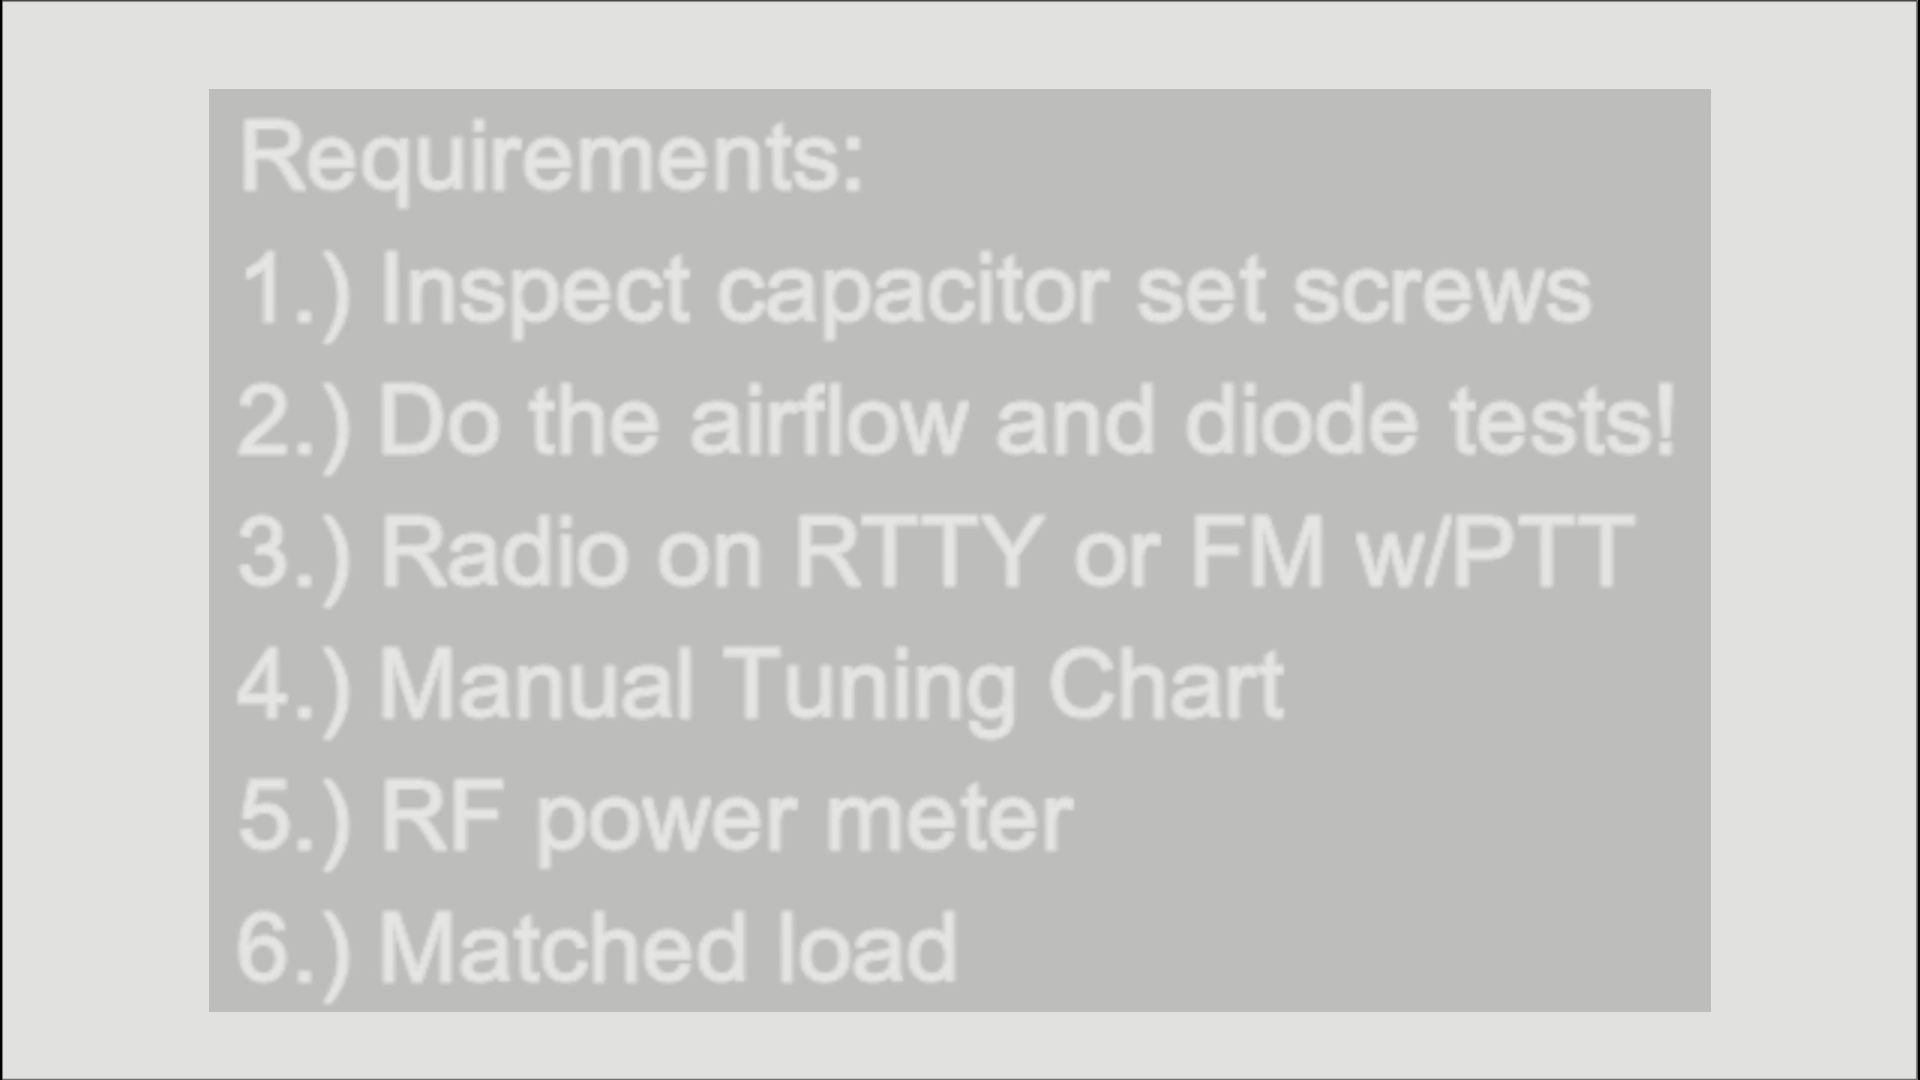 Requirements:
1.) Inspect capacitor set screws
2.) Do the airflow and diode tests!
3.) Radio on RTTY or FM w/PTT
4.) Manual Tuning Chart
5.) RF power meter
6.) Matched load